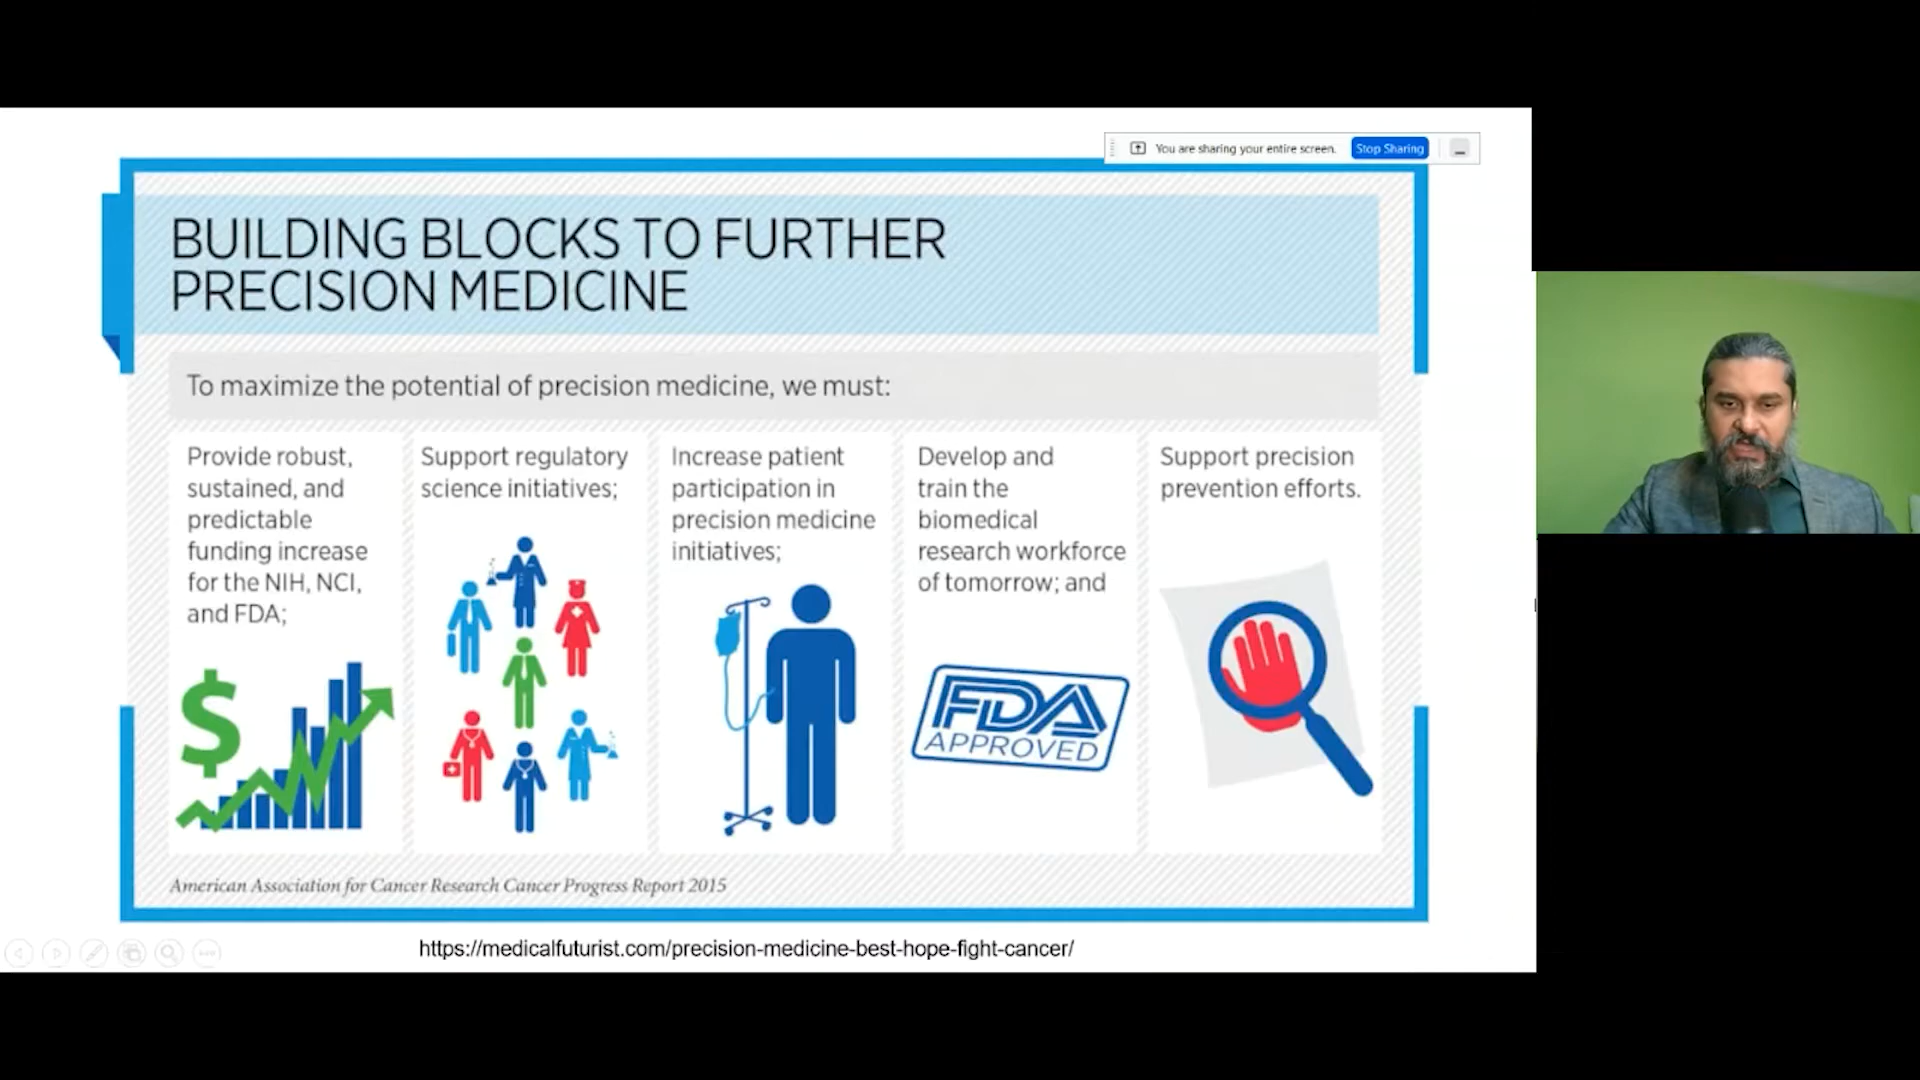 You are sharing your entire screen.
Stop Sharing
BUILDING BLOCKS TO FURTHER
PRECISION MEDICINE
To maximize the potential of precision medicine, we must:
Provide robust,
sustained, and
predictable
funding increase
for the NIH, NCI,
and FDA;
$
Support regulatory
science initiatives;
Increase patient
participation in
precision medicine
initiatives;
Develop and
train the
biomedical
research workforce
of tomorrow; and
FDA
APPROVED
Support precision
prevention efforts.
American Association for Cancer Research Cancer Progress Report 2015
https://medicalfuturist.com/precision-medicine-best-hope-fight-cancer/